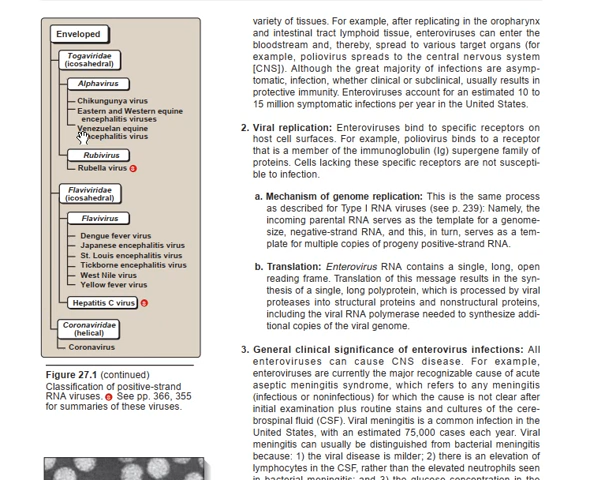 Enveloped
Togaviridae
(icosahedral)
Alphavirus
Chikungunya virus
Eastern and Western equine
encephalitis viruses
Venezuelan equine
encephalitis virus
Rubivirus
Rubella virus
Flaviviridae
(icosahedral)
Flavivirus
Dengue fever virus
Japanese encephalitis virus
St. Louis encephalitis virus
Tickborne encephalitis virus
West Nile virus
Yellow fever virus
Hepatitis C virus
Coronaviridae
(helical)
Coronavirus
Figure 27.1 (continued)
Classification of positive-strand
RNA viruses. See pp. 366, 355
for summaries of these viruses.
variety of tissues. For example, after replicating in the oropharynx
and intestinal tract lymphoid tissue, enteroviruses can enter the
bloodstream and, thereby, spread to various target organs (for
example, poliovirus spreads to the central nervous system
[CNS]). Although the great majority of infections are asymp-
tomatic, infection, whether clinical or subclinical, usually results in
protective immunity. Enteroviruses account for an estimated 10 to
15 million symptomatic infections per year in the United States.
2. Viral replication: Enteroviruses bind to specific receptors on
host cell surfaces. For example, poliovirus binds to a receptor
that is a member of the immunoglobulin (Ig) supergene family of
proteins. Cells lacking these specific receptors are not suscepti-
ble to infection.
a. Mechanism of genome replication: This is the same process
as described for Type I RNA viruses (see p. 239): Namely, the
incoming parental RNA serves as the template for a genome-
size, negative-strand RNA, and this, in turn, serves as a tem-
plate for multiple copies of progeny positive-strand RNA.
b. Translation: Enterovirus RNA contains a single, long, open
reading frame. Translation of this message results in the syn-
thesis of a single, long polyprotein, which is processed by viral
proteases into structural proteins and nonstructural proteins,
including the viral RNA polymerase needed to synthesize addi-
tional copies of the viral genome.
3. General clinical significance of enterovirus infections: All
enteroviruses can cause CNS disease. For example,
enteroviruses are currently the major recognizable cause of acute
aseptic meningitis syndrome, which refers to any meningitis
(infectious or noninfectious) for which the cause is not clear after
initial examination plus routine stains and cultures of the cere-
brospinal fluid (CSF). Viral meningitis is a common infection in the
United States, with an estimated 75,000 cases each year. Viral
meningitis can usually be distinguished from bacterial meningitis
because: 1) the viral disease is milder; 2) there is an elevation of
lymphocytes in the CSF, rather than the elevated neutrophils seen
in bacterial meningitis; and 3) the glucose concentration in the